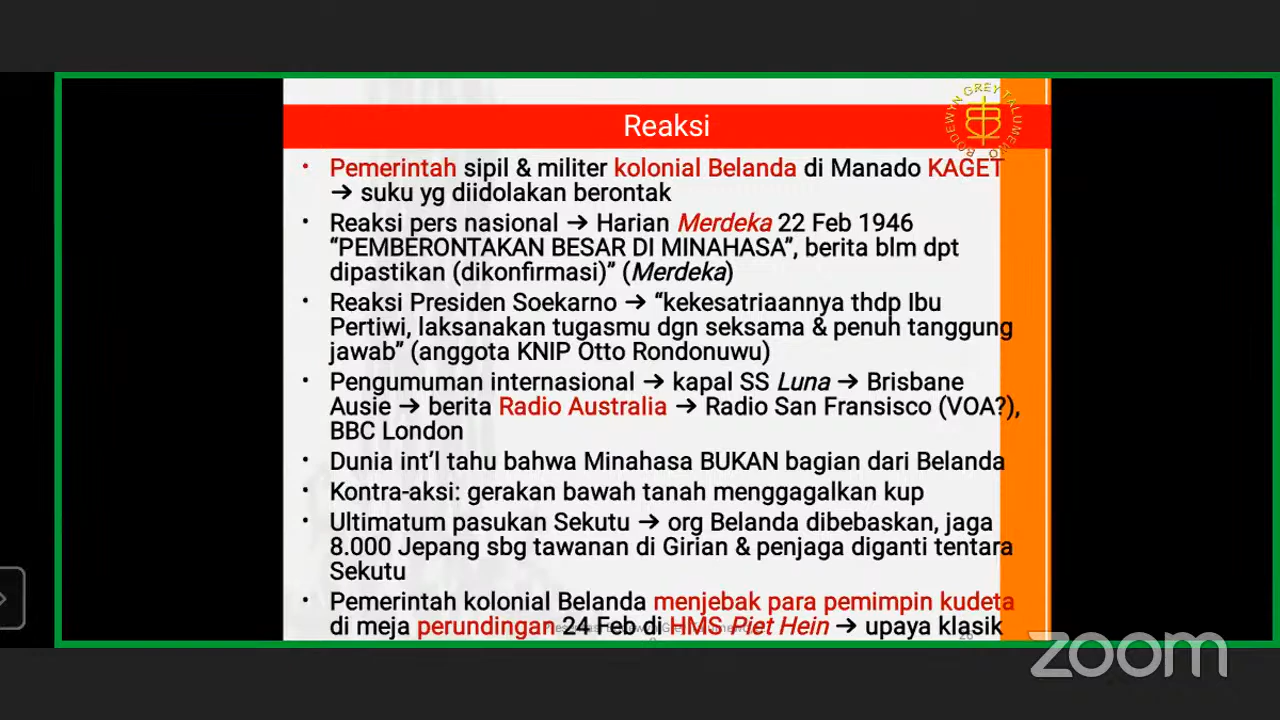 BODEWYN GREY TALUMEWO
Reaksi
• Pemerintah sipil & militer kolonial Belanda di Manado KAGET
→ suku yg diidolakan berontak
• Reaksi pers nasional → Harian Merdeka 22 Feb 1946
“PEMBERONTAKAN BESAR DI MINAHASA”, berita blm dpt
dipastikan (dikonfirmasi)” (Merdeka)
• Reaksi Presiden Soekarno → “kekesatriaannya thdp Ibu
Pertiwi, laksanakan tugasmu dgn seksama & penuh tanggung
jawab” (anggota KNIP Otto Rondonuwu)
• Pengumuman internasional → kapal SS Luna → Brisbane
Ausie → berita Radio Australia → Radio San Fransisco (VOA?),
BBC London
• Dunia int’l tahu bahwa Minahasa BUKAN bagian dari Belanda
• Kontra-aksi: gerakan bawah tanah menggagalkan kup
• Ultimatum pasukan Sekutu → org Belanda dibebaskan, jaga
8.000 Jepang sbg tawanan di Girian & penjaga diganti tentara
Sekutu
• Pemerintah kolonial Belanda menjebak para pemimpin kudeta
di meja perundingan 24 Feb di HMS Piet Hein → upaya klasik
zoom